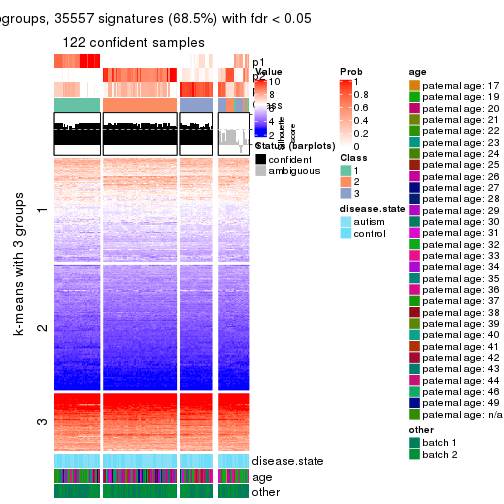 ogroups, 35557 signatures (68.5%) with fdr < 0.05
122 confident samples
p1
p2
Value
10
8
6
4
2
Silhouette
score
Status (barplots)
confident
ambiguous
Prob
1
0.8
0.6
0.4
0.2
0
Class
1
2
3
disease.state
autism
control
age
paternal age: 17
paternal age: 19
paternal age: 20
paternal age: 21
paternal age: 22
paternal age: 23
paternal age: 24
paternal age: 25
paternal age: 26
paternal age: 27
paternal age: 28
paternal age: 29
paternal age: 30
paternal age: 31
paternal age: 32
paternal age: 33
paternal age: 34
paternal age: 35
paternal age: 36
paternal age: 37
paternal age: 38
paternal age: 39
paternal age: 40
paternal age: 41
paternal age: 42
paternal age: 43
paternal age: 44
paternal age: 46
paternal age: 49
paternal age: n/a
other
batch 1
batch 2
k-means with 3 groups
1
2
3
disease.state
age
other